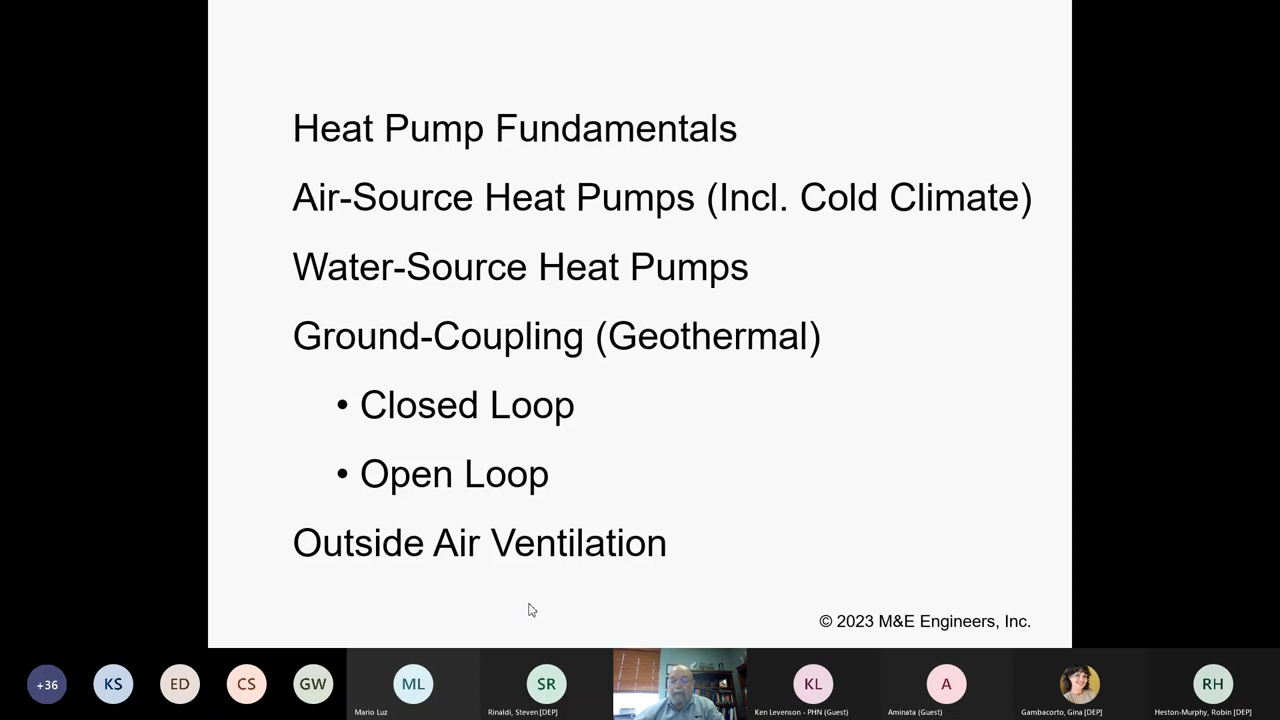 Heat Pump Fundamentals
Air-Source Heat Pumps (Incl. Cold Climate)
Water-Source Heat Pumps
Ground-Coupling (Geothermal)
• Closed Loop
• Open Loop
Outside Air Ventilation
© 2023 M&E Engineers, Inc.
+36 KS ED CS GW ML SR KL A RH
Mario Luz Rinaldi, Steven [DEP] Ken Levenson - PHN (Guest) Aminata (Guest) Gambacorto, Gina [DEP] Heston-Murphy, Robin [DEP]